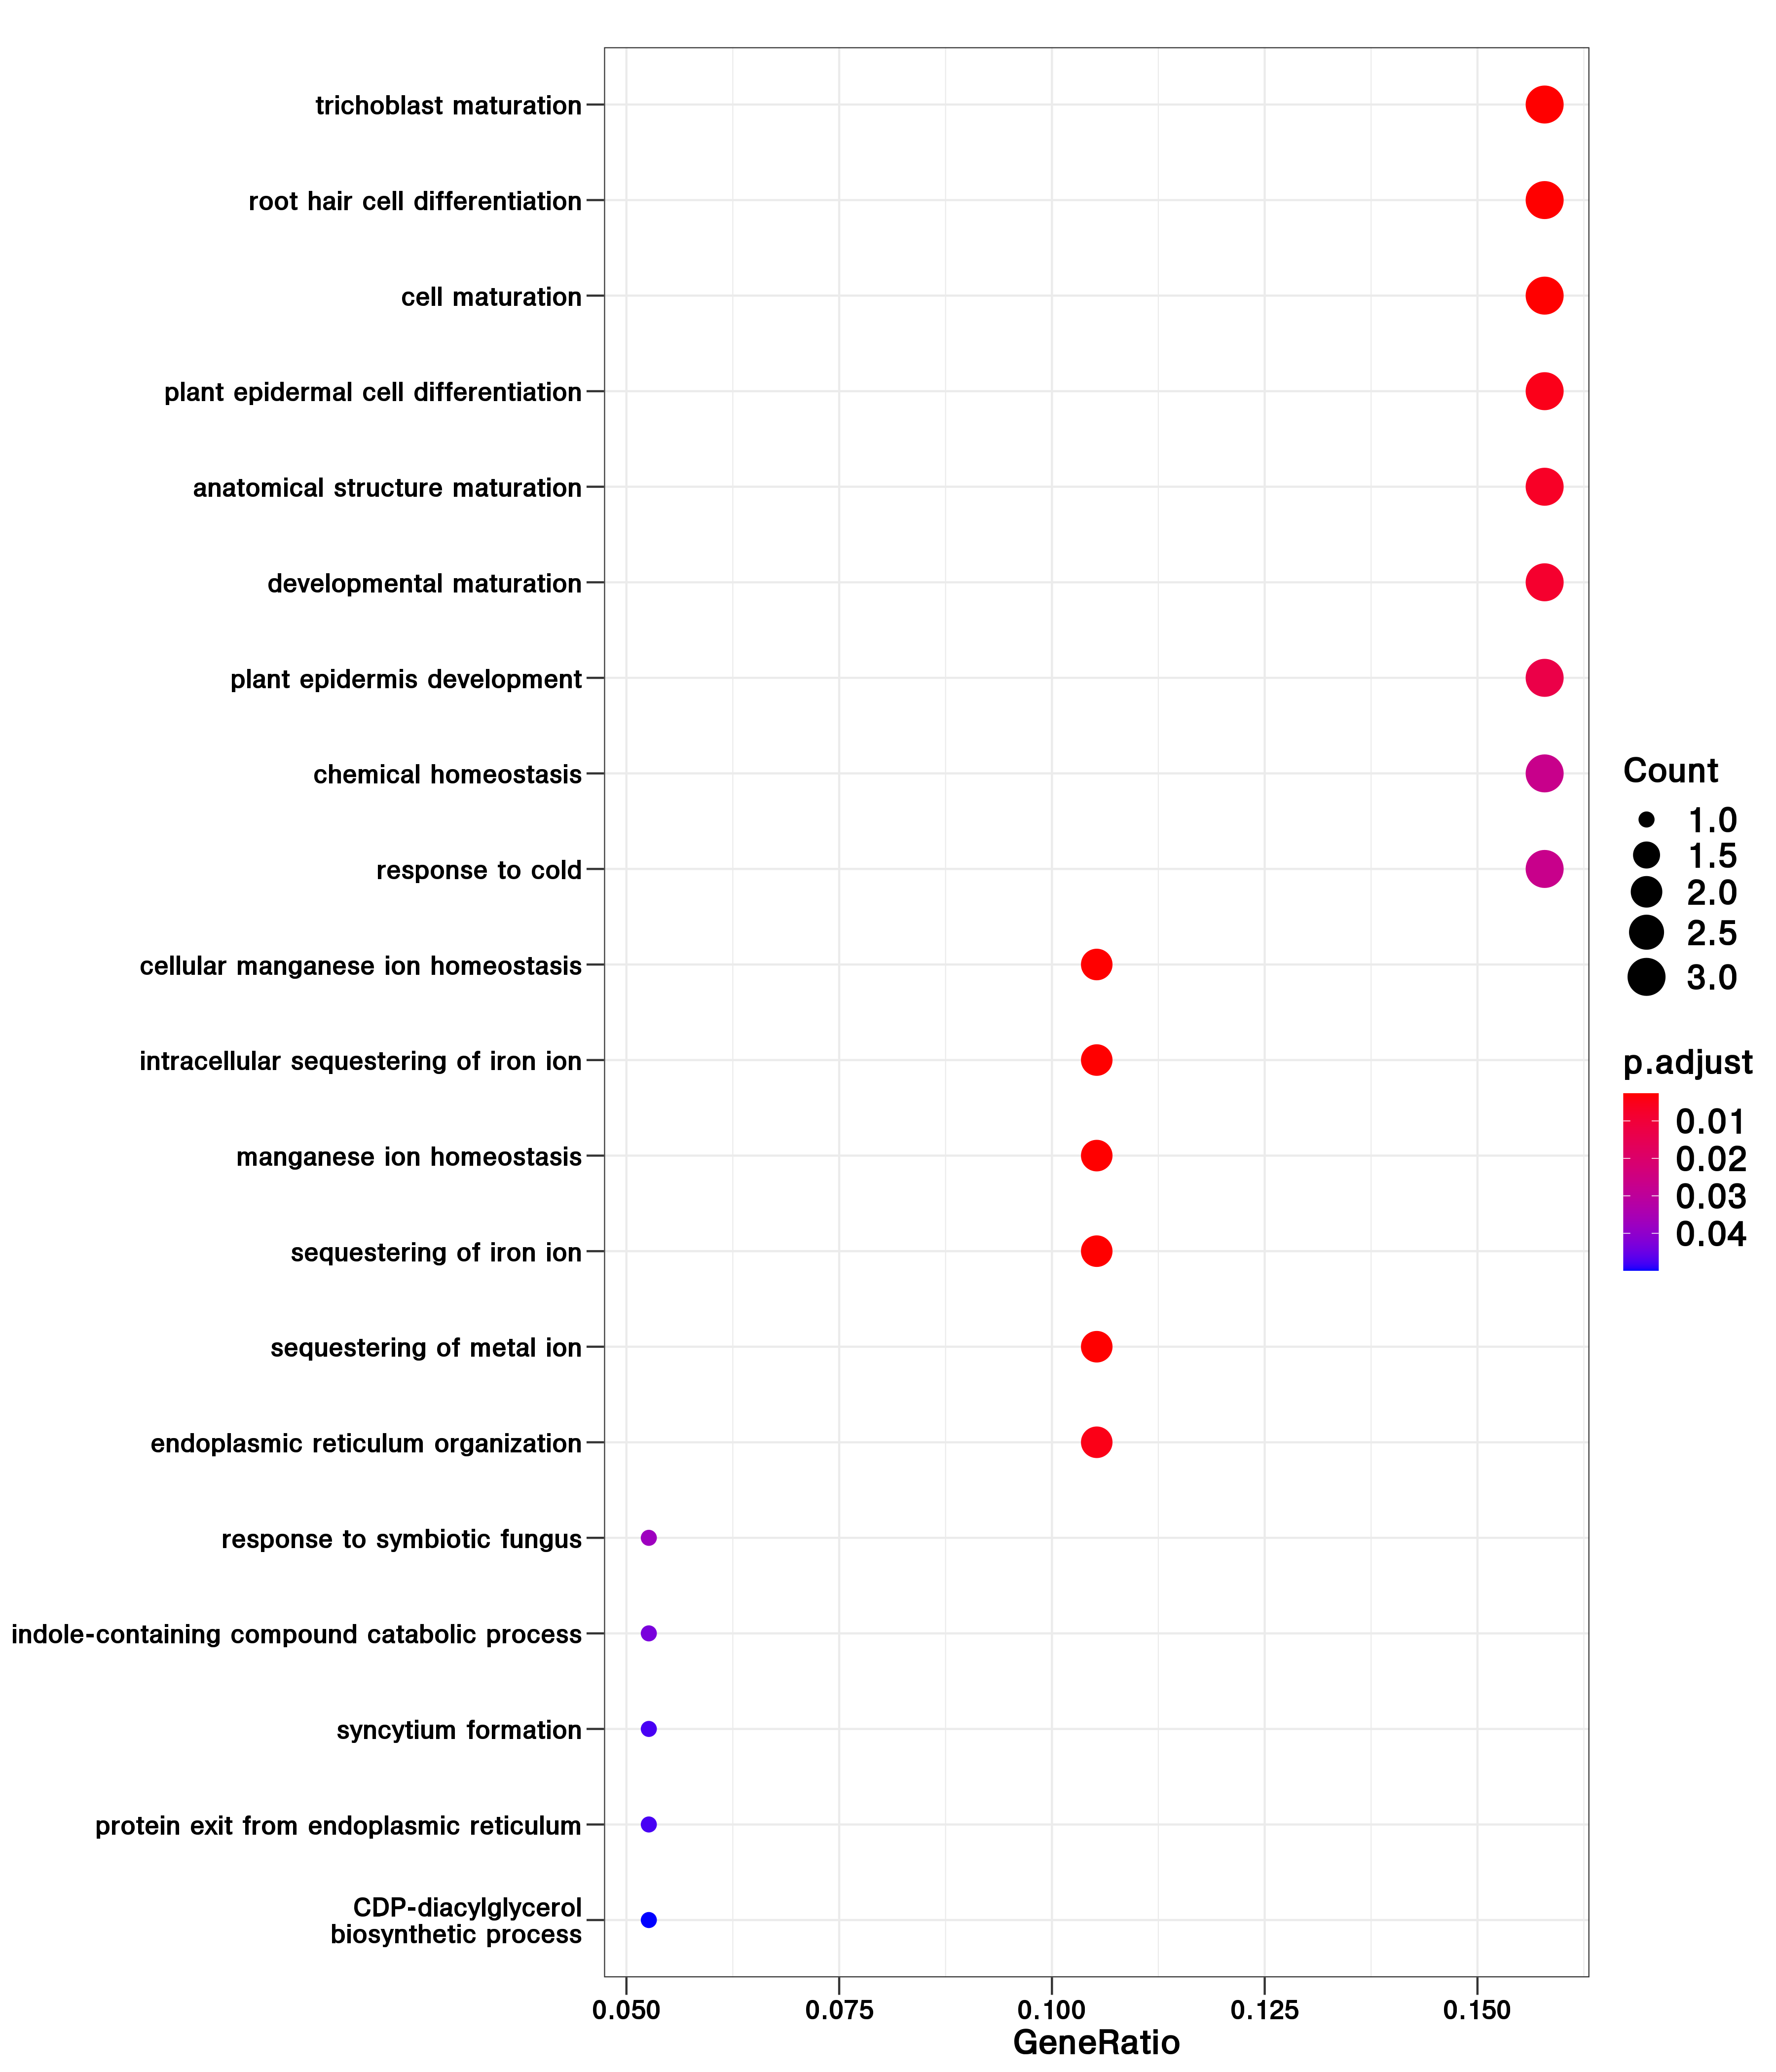 trichoblast maturation
root hair cell differentiation
cell maturation
plant epidermal cell differentiation
anatomical structure maturation
developmental maturation
plant epidermis development
chemical homeostasis
response to cold
cellular manganese ion homeostasis
intracellular sequestering of iron ion
manganese ion homeostasis
sequestering of iron ion
sequestering of metal ion
endoplasmic reticulum organization
response to symbiotic fungus
indole-containing compound catabolic process
syncytium formation
protein exit from endoplasmic reticulum
CDP-diacylglycerol
biosynthetic process
0.050 0.075 0.100 0.125 0.150
GeneRatio
Count
1.0
1.5
2.0
2.5
3.0
p.adjust
0.01
0.02
0.03
0.04